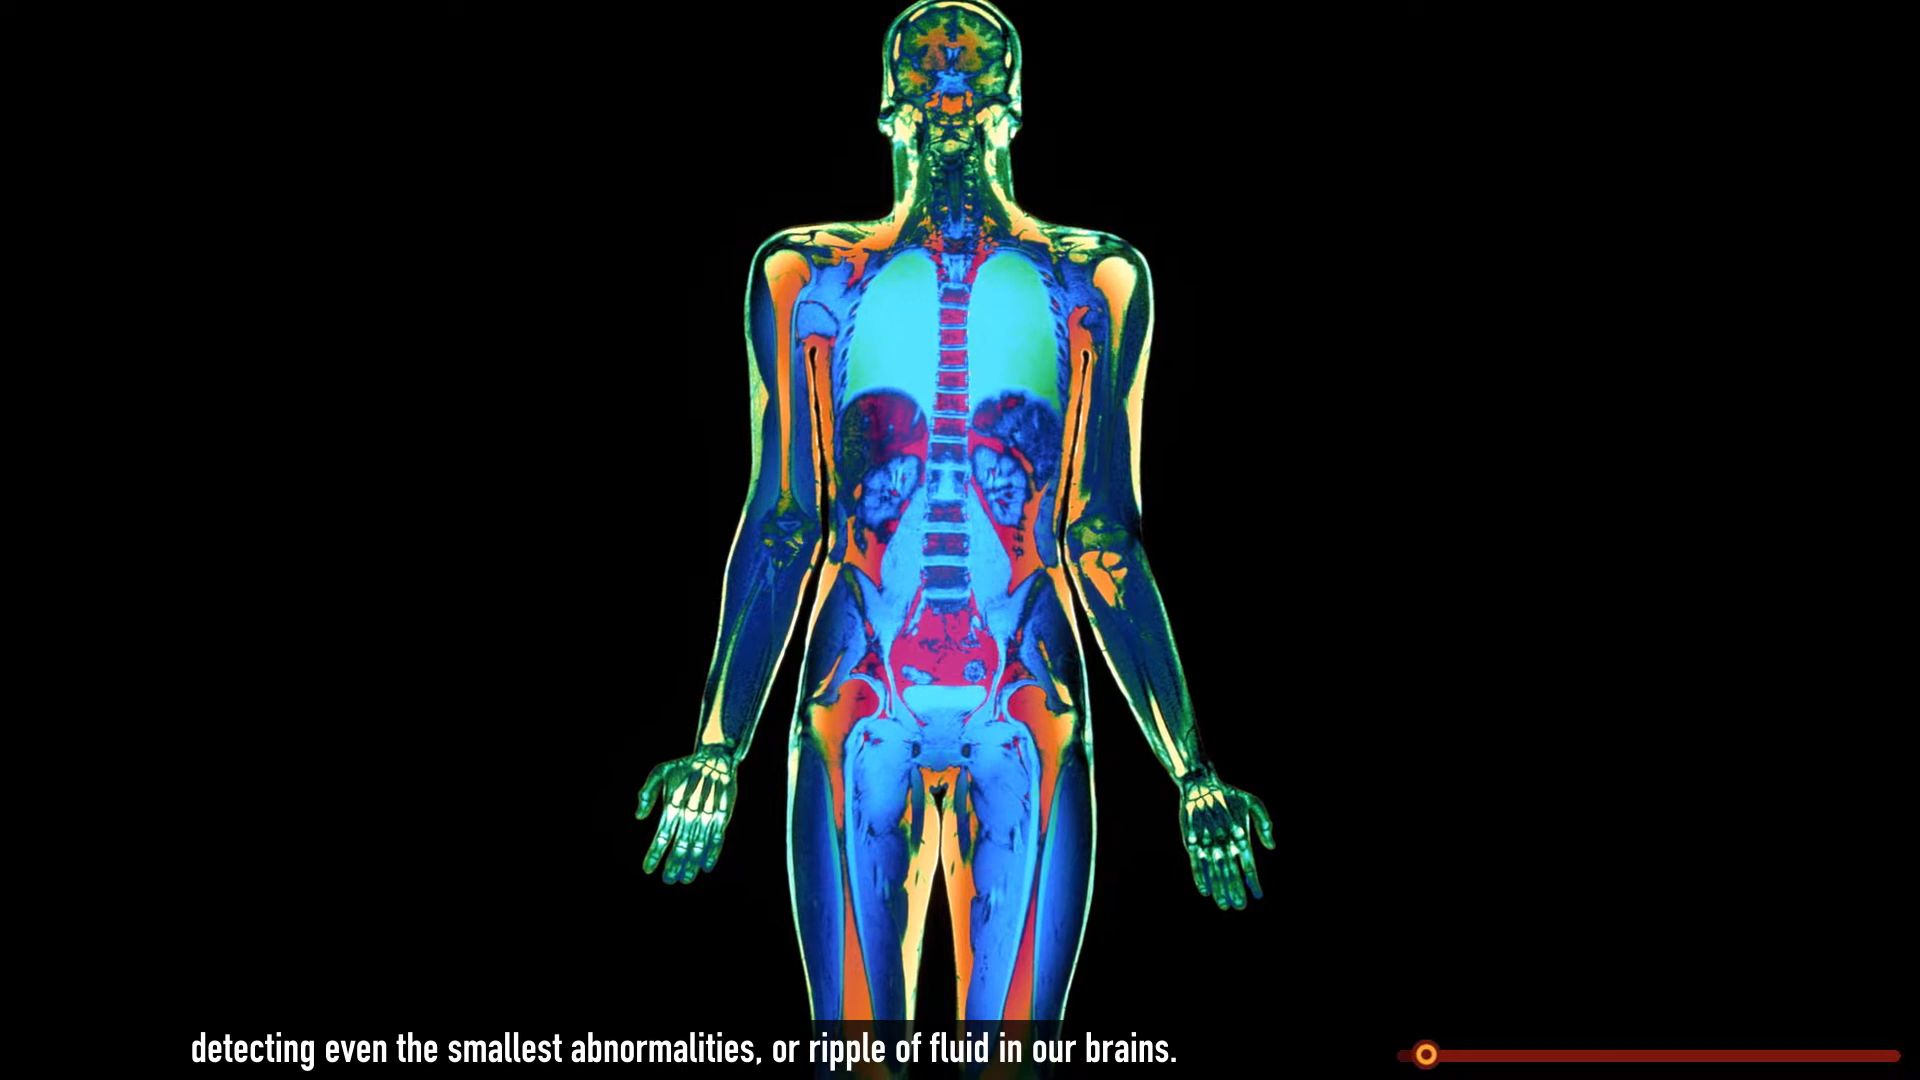 detecting even the smallest abnormalities, or ripple of fluid in our brains.